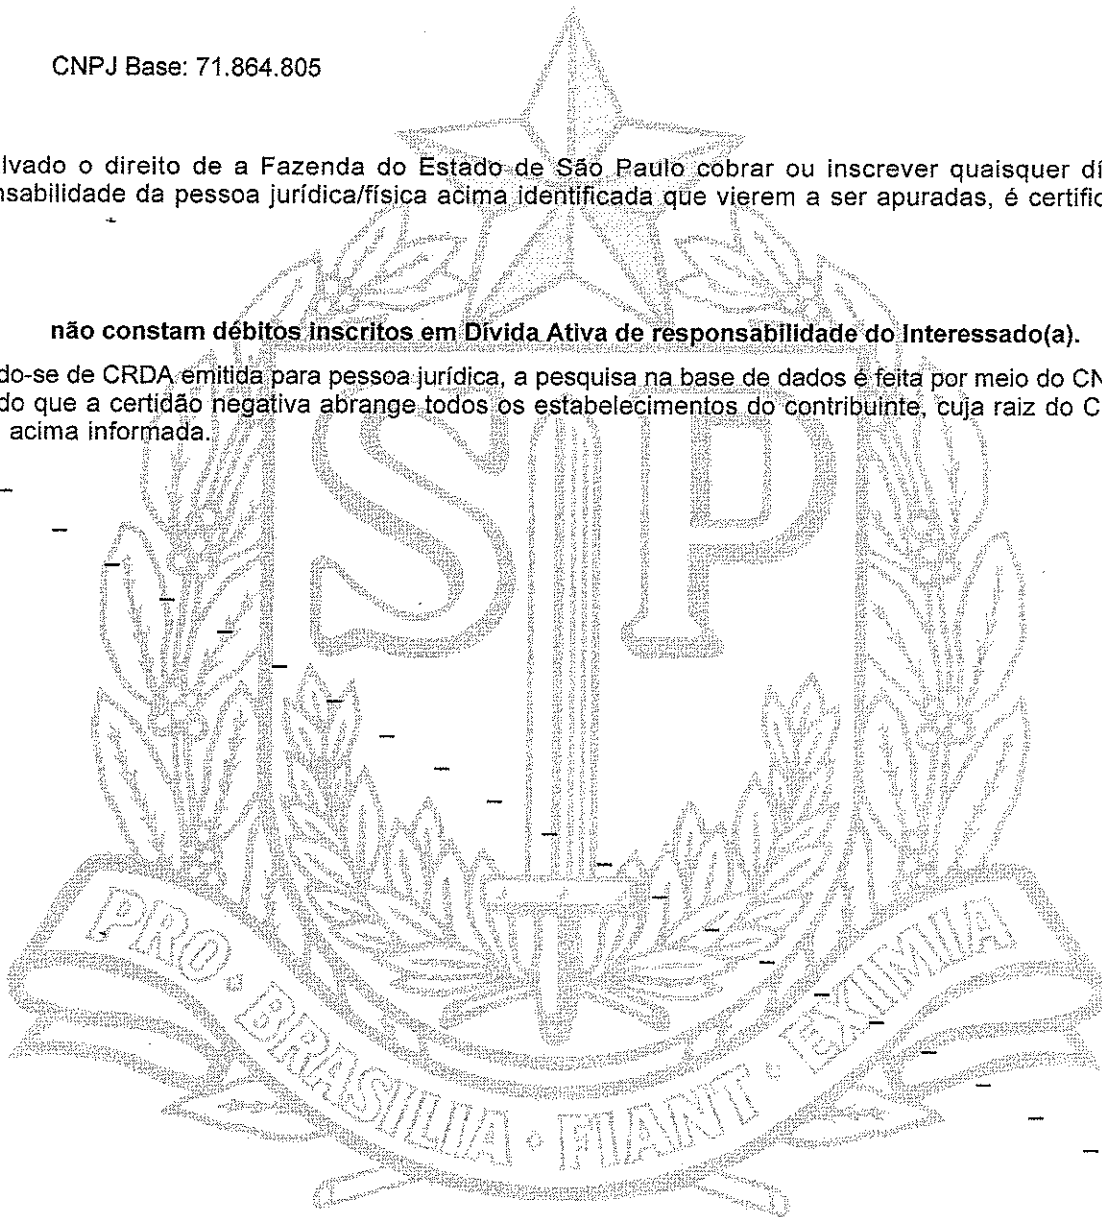 CNPJ Base: 71.864.805
lvado o direito de a Fazenda do Estado de São Paulo cobrar ou inscrever quaisquer dí
nsabilidade da pessoa jurídica/física acima identificada que vierem a ser apuradas, é certific
não constam débitos inscritos em Dívida Ativa de responsabilidade do Interessado(a).
do-se de CRDA emitida para pessoa jurídica, a pesquisa na base de dados é feita por meio do CN
do que a certidão negativa abrange todos os estabelecimentos do contribuinte, cuja raiz do C
acima informada.
SP
PRO · BRASILIA · FIANT · EXIMIA